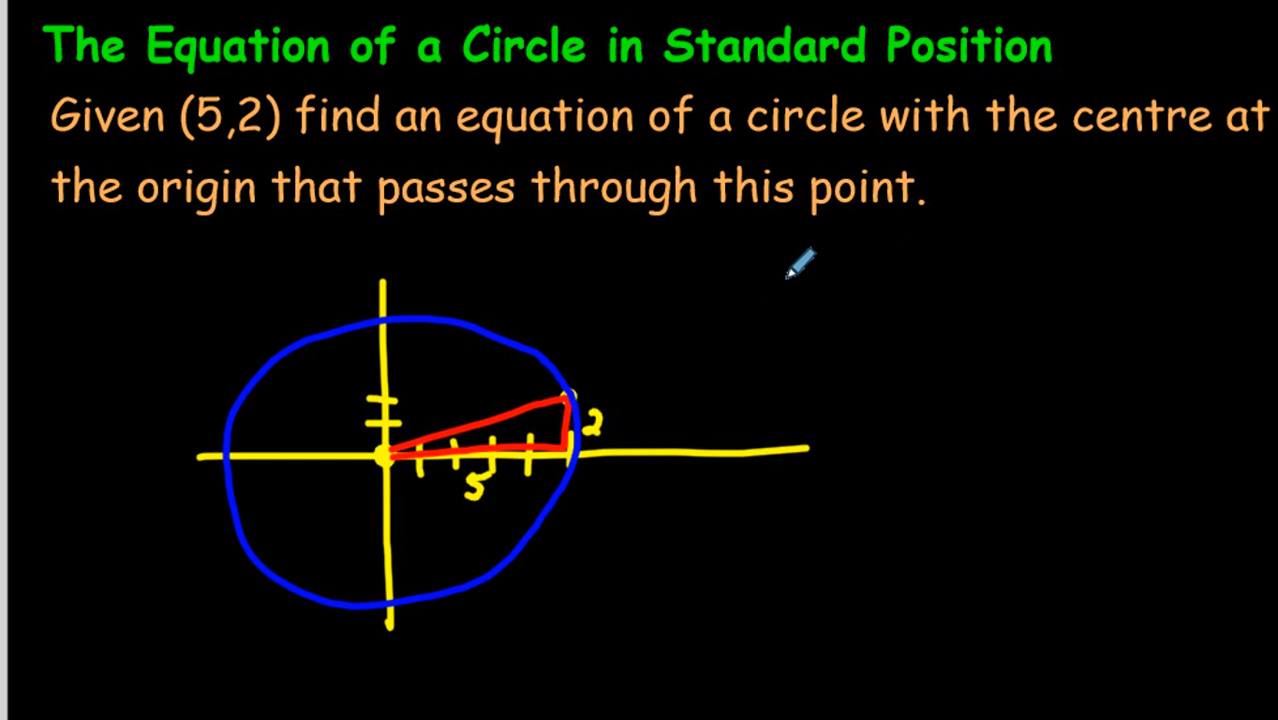 The Equation of a Circle in Standard Position
Given (5,2) find an equation of a circle with the centre at
the origin that passes through this point.
2
5